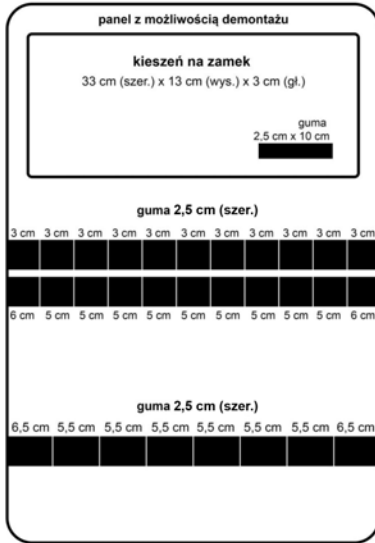 panel z możliwością demontażu
kieszeń na zamek
33 cm (szer.) x 13 cm (wys.) x 3 cm (gł.)
guma
2,5 cm x 10 cm
guma 2,5 cm (szer.)
3 cm 3 cm 3 cm 3 cm 3 cm 3 cm 3 cm 3 cm 3 cm 3 cm 3 cm
6 cm 5 cm 5 cm 5 cm 5 cm 5 cm 5 cm 5 cm 5 cm 6 cm
guma 2,5 cm (szer.)
6,5 cm 5,5 cm 5,5 cm 5,5 cm 5,5 cm 5,5 cm 5,5 cm 6,5 cm